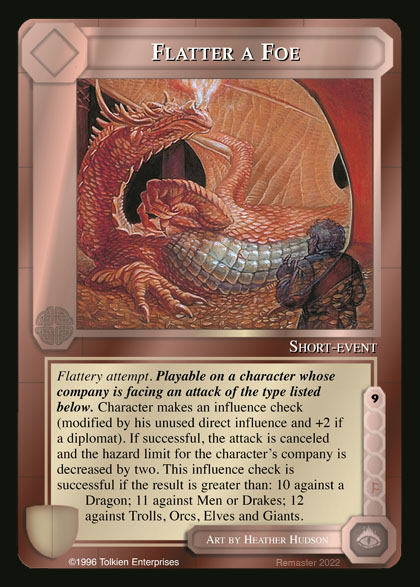 FLATTER A FOE
SHORT-EVENT
Flattery attempt. Playable on a character whose
company is facing an attack of the type listed
below. Character makes an influence check
(modified by his unused direct influence and +2 if
a diplomat). If successful, the attack is canceled
and the hazard limit for the character's company is
decreased by two. This influence check is
successful if the result is greater than: 10 against a
Dragon; 11 against Men or Drakes; 12
against Trolls, Orcs, Elves and Giants.
9
R
ART BY HEATHER HUDSON
©1996 Tolkien Enterprises
Remaster 2022